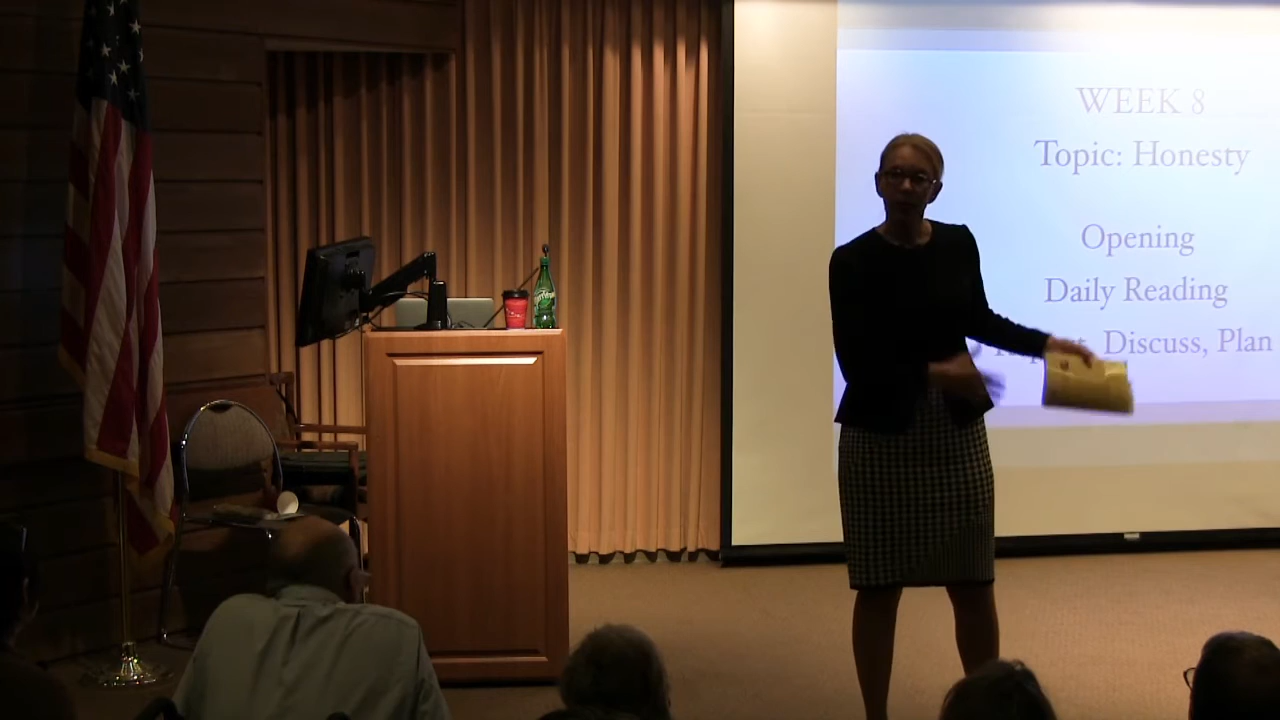 WEEK 8
Topic: Honesty
Opening
Daily Reading
Discuss, Plan